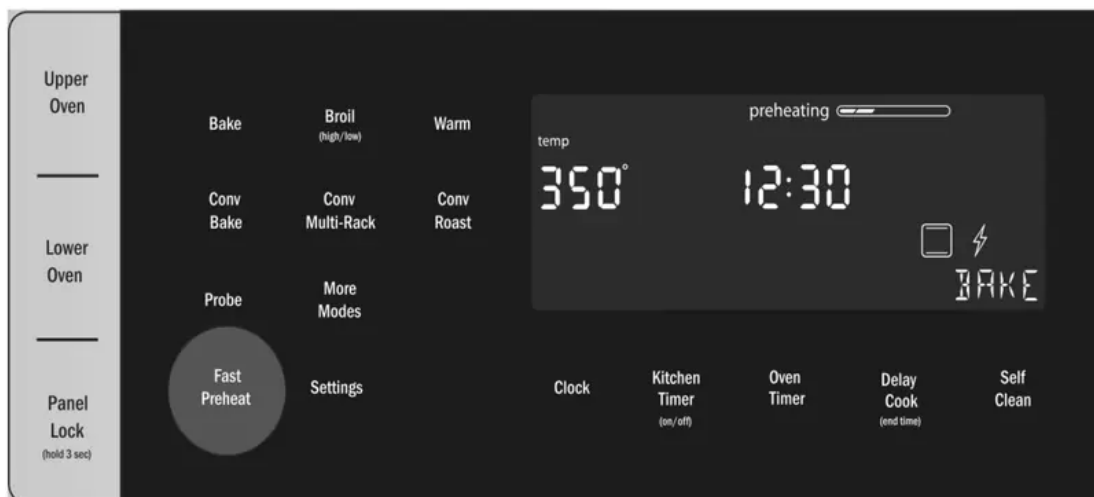 Upper
Oven
Lower
Oven
Panel
Lock
(hold 3 sec)
Bake
Broil
(high/low)
Warm
Conv
Bake
Conv
Multi-Rack
Conv
Roast
Probe
More
Modes
Fast
Preheat
Settings
preheating
temp
350° 12:30
BAKE
Clock
Kitchen
Timer
(on/off)
Oven
Timer
Delay
Cook
(end time)
Self
Clean